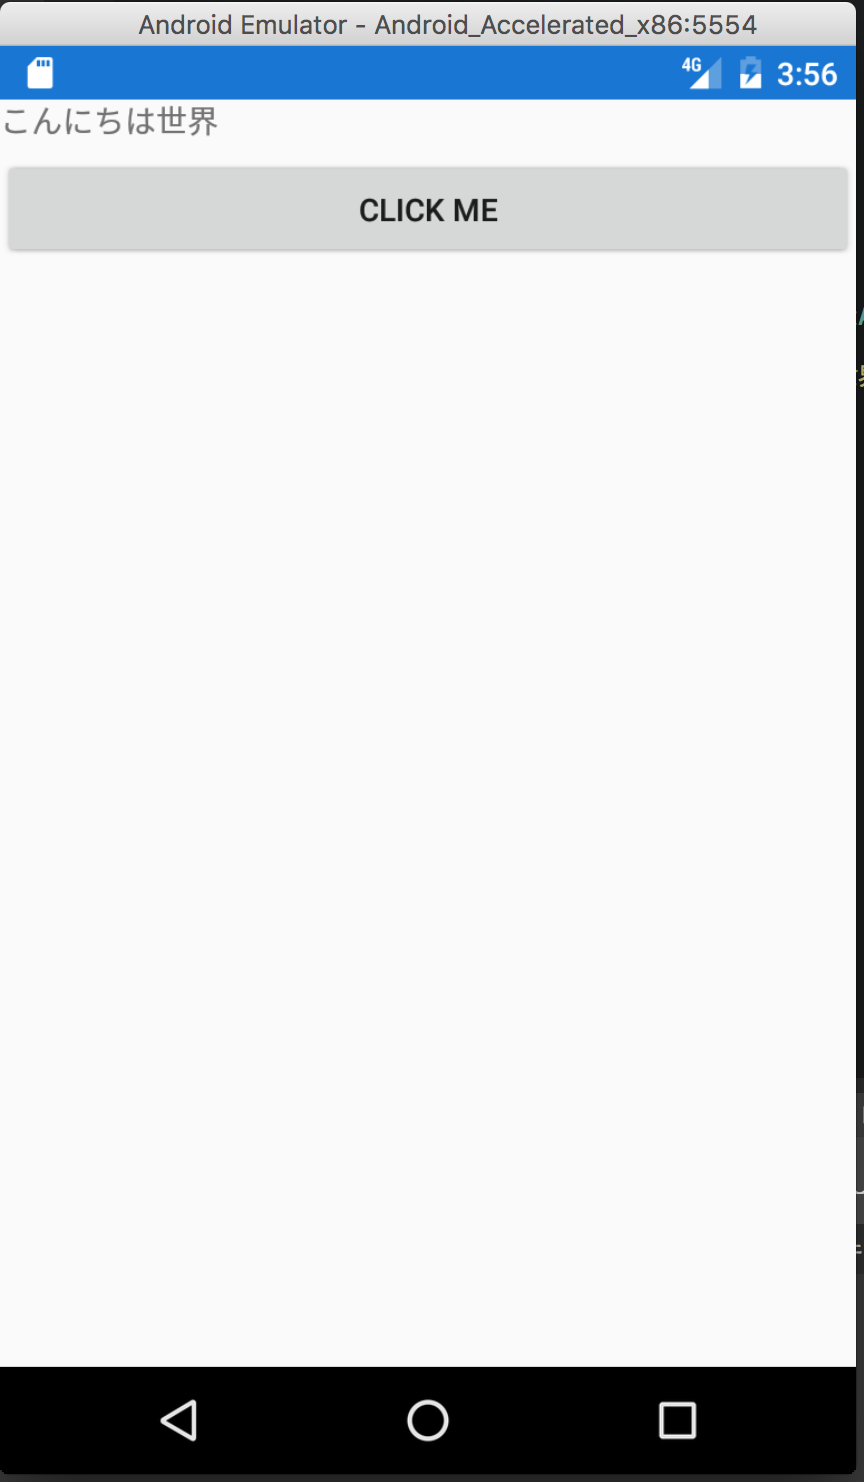 Android Emulator - Android_Accelerated_x86:5554
4G 3:56
こんにちは世界
CLICK ME